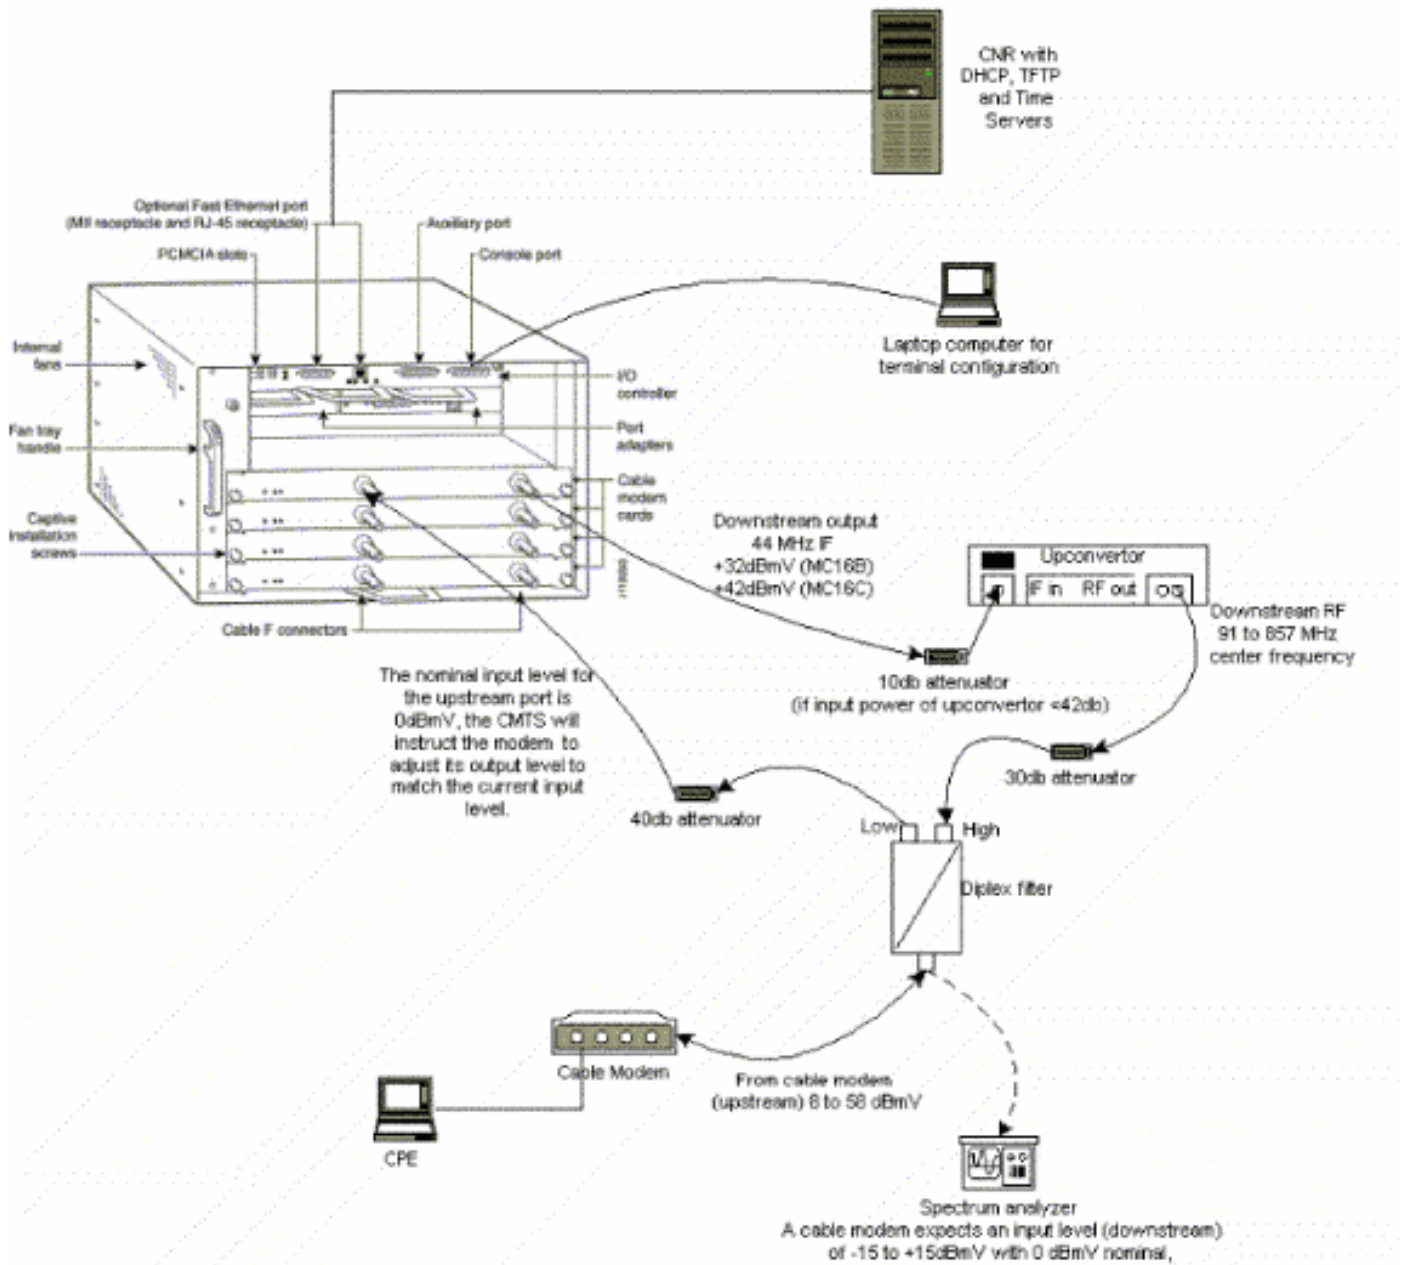 CNR with
DHCP, TFTP
and Time
Servers
Optional Fast Ethernet port
(MII receptacle and RJ-45 receptacle)
Auxiliary port
PCMCIA slots
Console port
Laptop computer for
terminal configuration
Internal
fans
I/O
controller
Fan tray
handle
Port
adapters
Cable
modem
cards
Captive
installation
screws
Cable F connectors
Downstream output
44 MHz IF
+32dBmV (MC16B)
+42dBmV (MC16C)
Upconvertor
IF in RF out
Downstream RF
91 to 857 MHz
center frequency
10db attenuator
(if input power of upconvertor <42db)
The nominal input level for
the upstream port is
0dBmV, the CMTS will
instruct the modem to
adjust its output level to
match the current input
level.
30db attenuator
40db attenuator
Low
High
Diplex filter
Cable Modem
From cable modem
(upstream) 8 to 58 dBmV
CPE
Spectrum analyzer
A cable modem expects an input level (downstream)
of -15 to +15dBmV with 0 dBmV nominal,